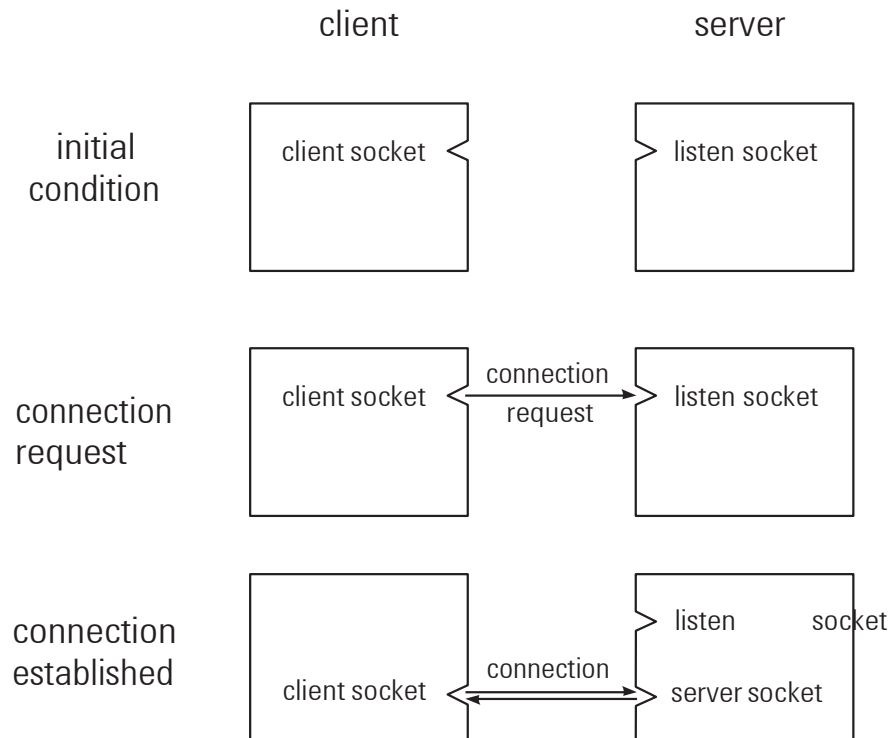 client server
initial
condition
client socket listen socket
connection
request
client socket connection
request listen socket
connection
established
listen socket
client socket connection server socket